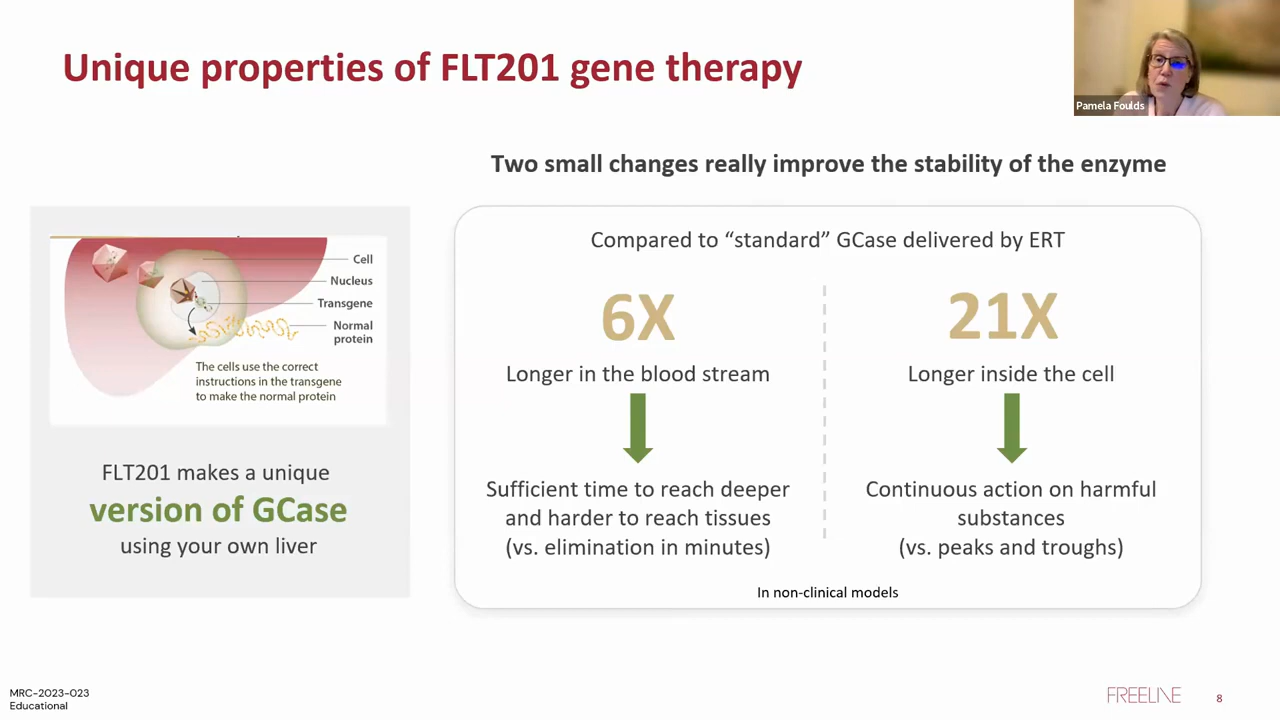 Unique properties of FLT201 gene therapy
Pamela Foulds
Two small changes really improve the stability of the enzyme
Cell
Nucleus
Transgene
Normal
protein
The cells use the correct
instructions in the transgene
to make the normal protein
FLT201 makes a unique
version of GCase
using your own liver
Compared to “standard” GCase delivered by ERT
6X
Longer in the blood stream
Sufficient time to reach deeper
and harder to reach tissues
(vs. elimination in minutes)
21X
Longer inside the cell
Continuous action on harmful
substances
(vs. peaks and troughs)
In non-clinical models
MRC-2023-023
Educational
FREELINE
8